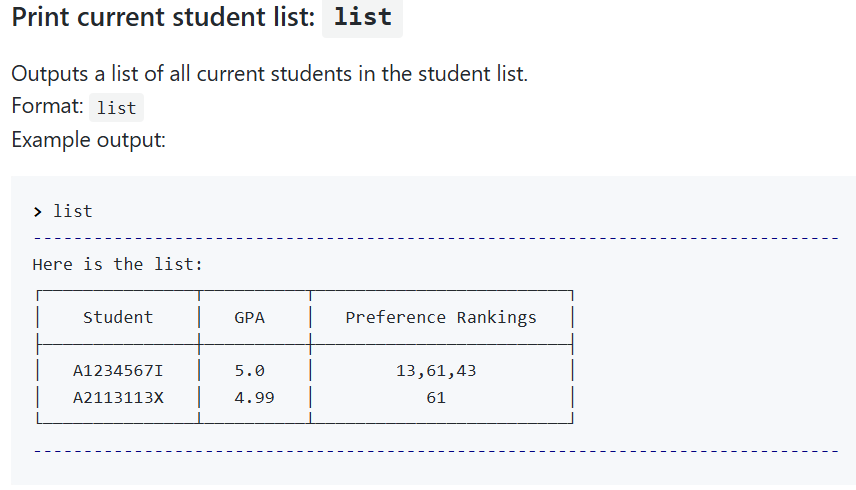 Print current student list: list
Outputs a list of all current students in the student list.
Format: list
Example output:
> list
--------------------------------------------------------------------------------
Here is the list:
Student GPA Preference Rankings
A1234567I 5.0 13,61,43
A2113113X 4.99 61
--------------------------------------------------------------------------------